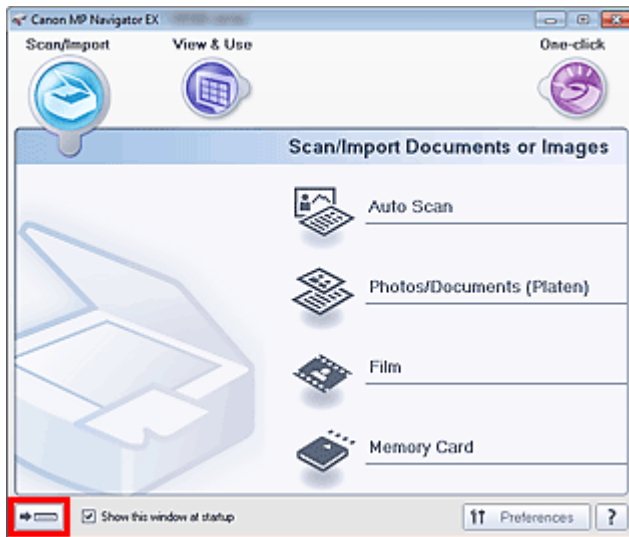 Canon MP Navigator EX
Scan/Import View & Use One-click
Scan/Import Documents or Images
Auto Scan
Photos/Documents (Platen)
Film
Memory Card
Show this window at startup Preferences ?